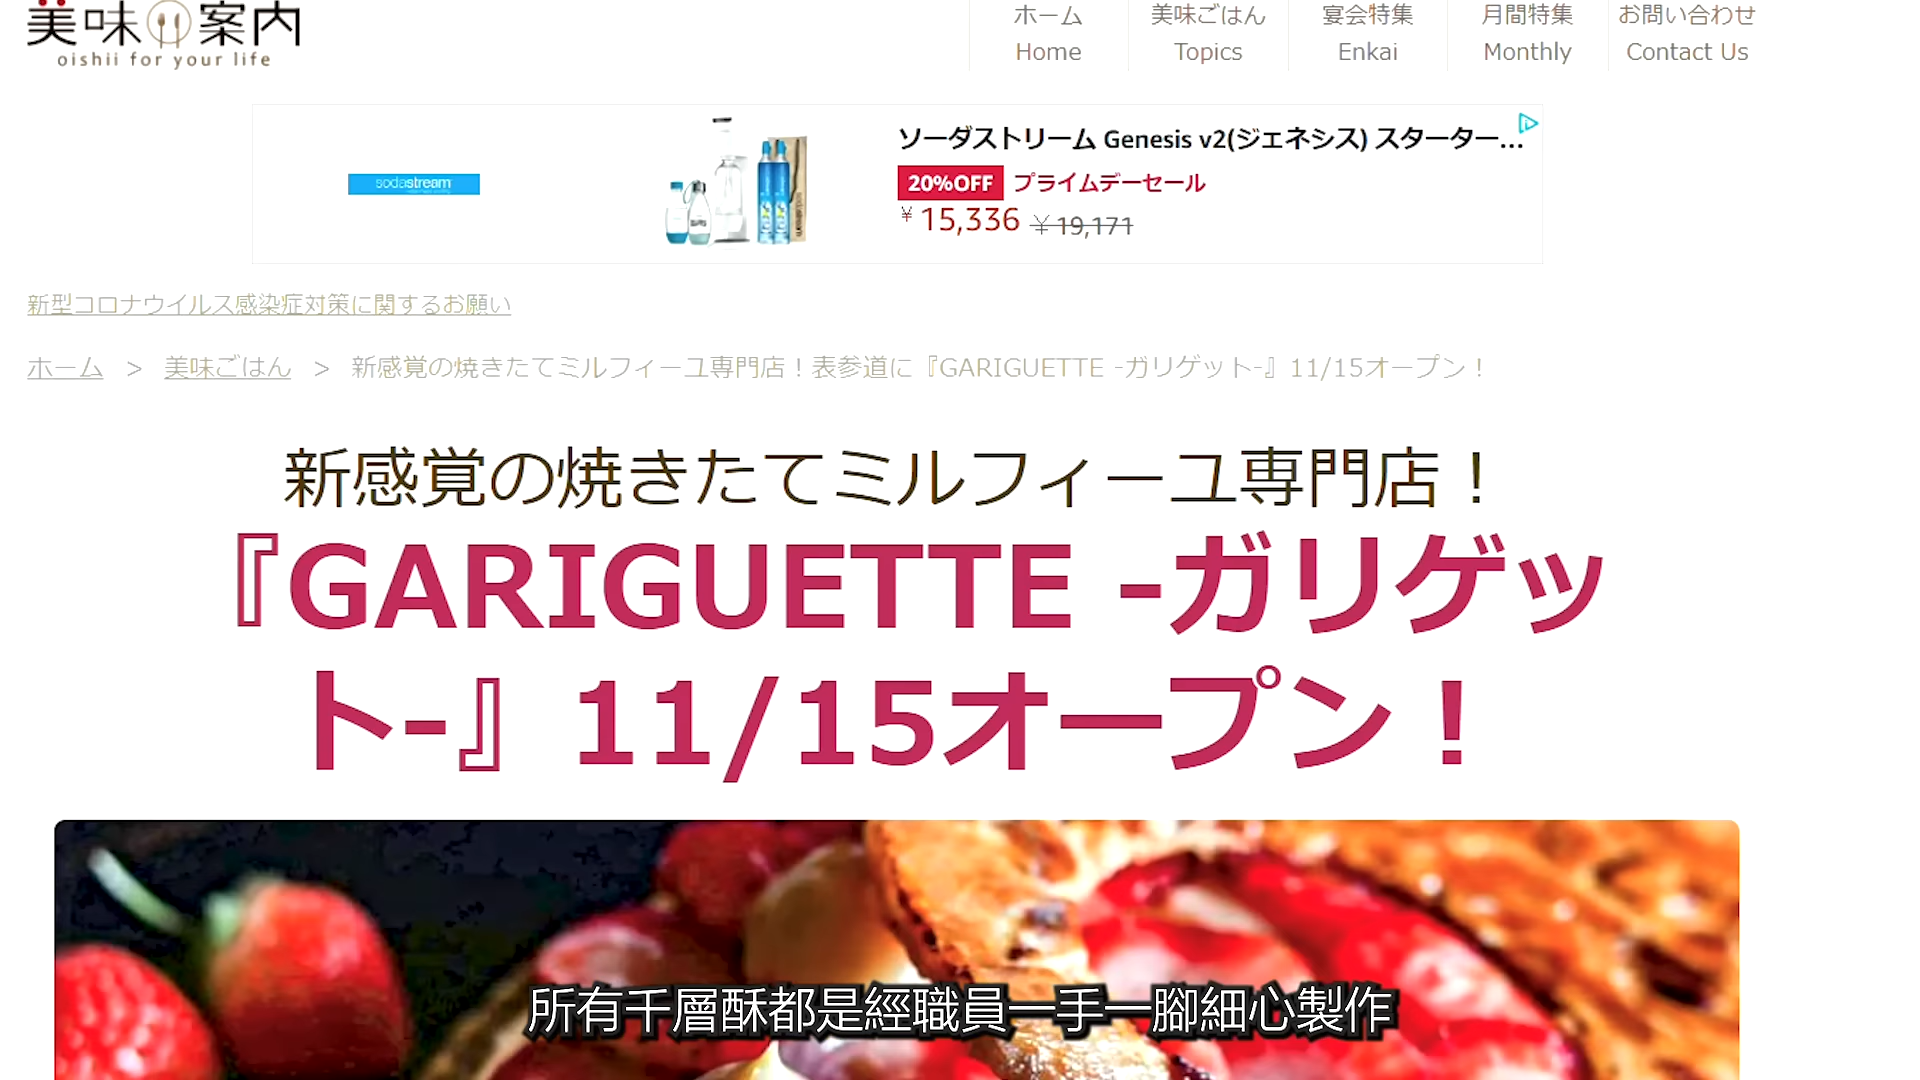 美味 案内
oishii for your life
ホーム
Home
美味ごはん
Topics
宴会特集
Enkai
月間特集
Monthly
お問い合わせ
Contact Us
sodastream
ソーダストリーム Genesis v2(ジェネシス) スターター...
20%OFF プライムデーセール
¥ 15,336 ¥ 19,171
新型コロナウイルス感染症対策に関するお願い
ホーム > 美味ごはん > 新感覚の焼きたてミルフィーユ専門店！表参道に『GARIGUETTE -ガリゲット-』11/15オープン！
新感覚の焼きたてミルフィーユ専門店！
『GARIGUETTE -ガリゲッ
ト-』11/15オープン！
所有千層酥都是經職員一手一腳細心製作